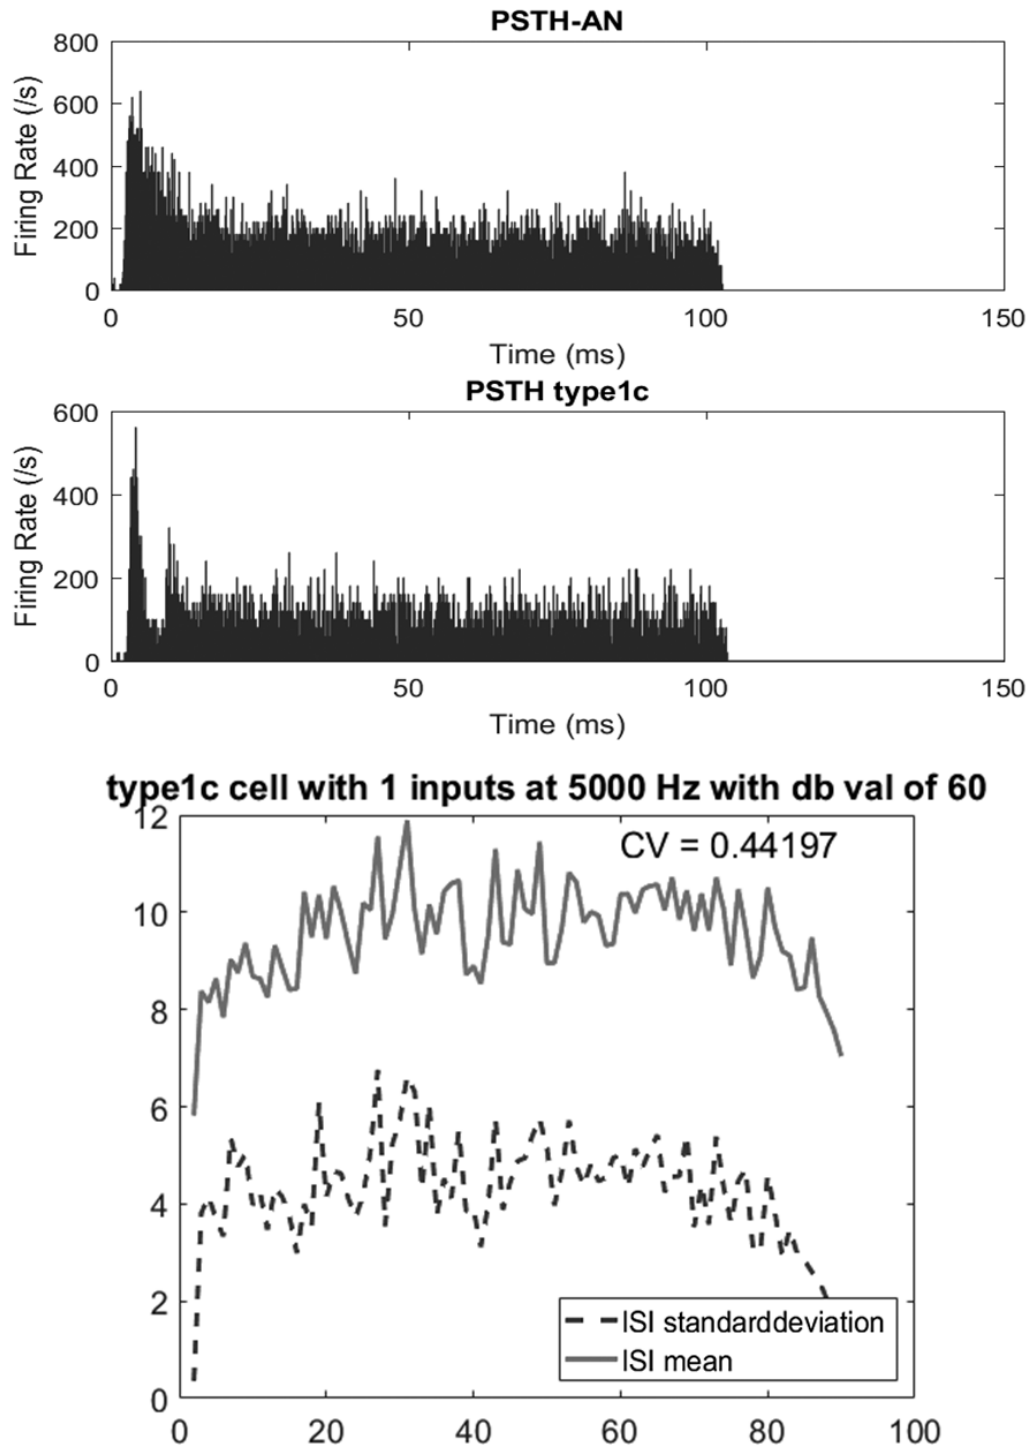 PSTH-AN
800
600
400
200
0
Firing Rate (/s)
0 50 100 150
Time (ms)
PSTH type1c
600
400
200
0
Firing Rate (/s)
0 50 100 150
Time (ms)
type1c cell with 1 inputs at 5000 Hz with db val of 60
12
CV = 0.44197
10
8
6
4
2
0
ISI standarddeviation
ISI mean
0 20 40 60 80 100